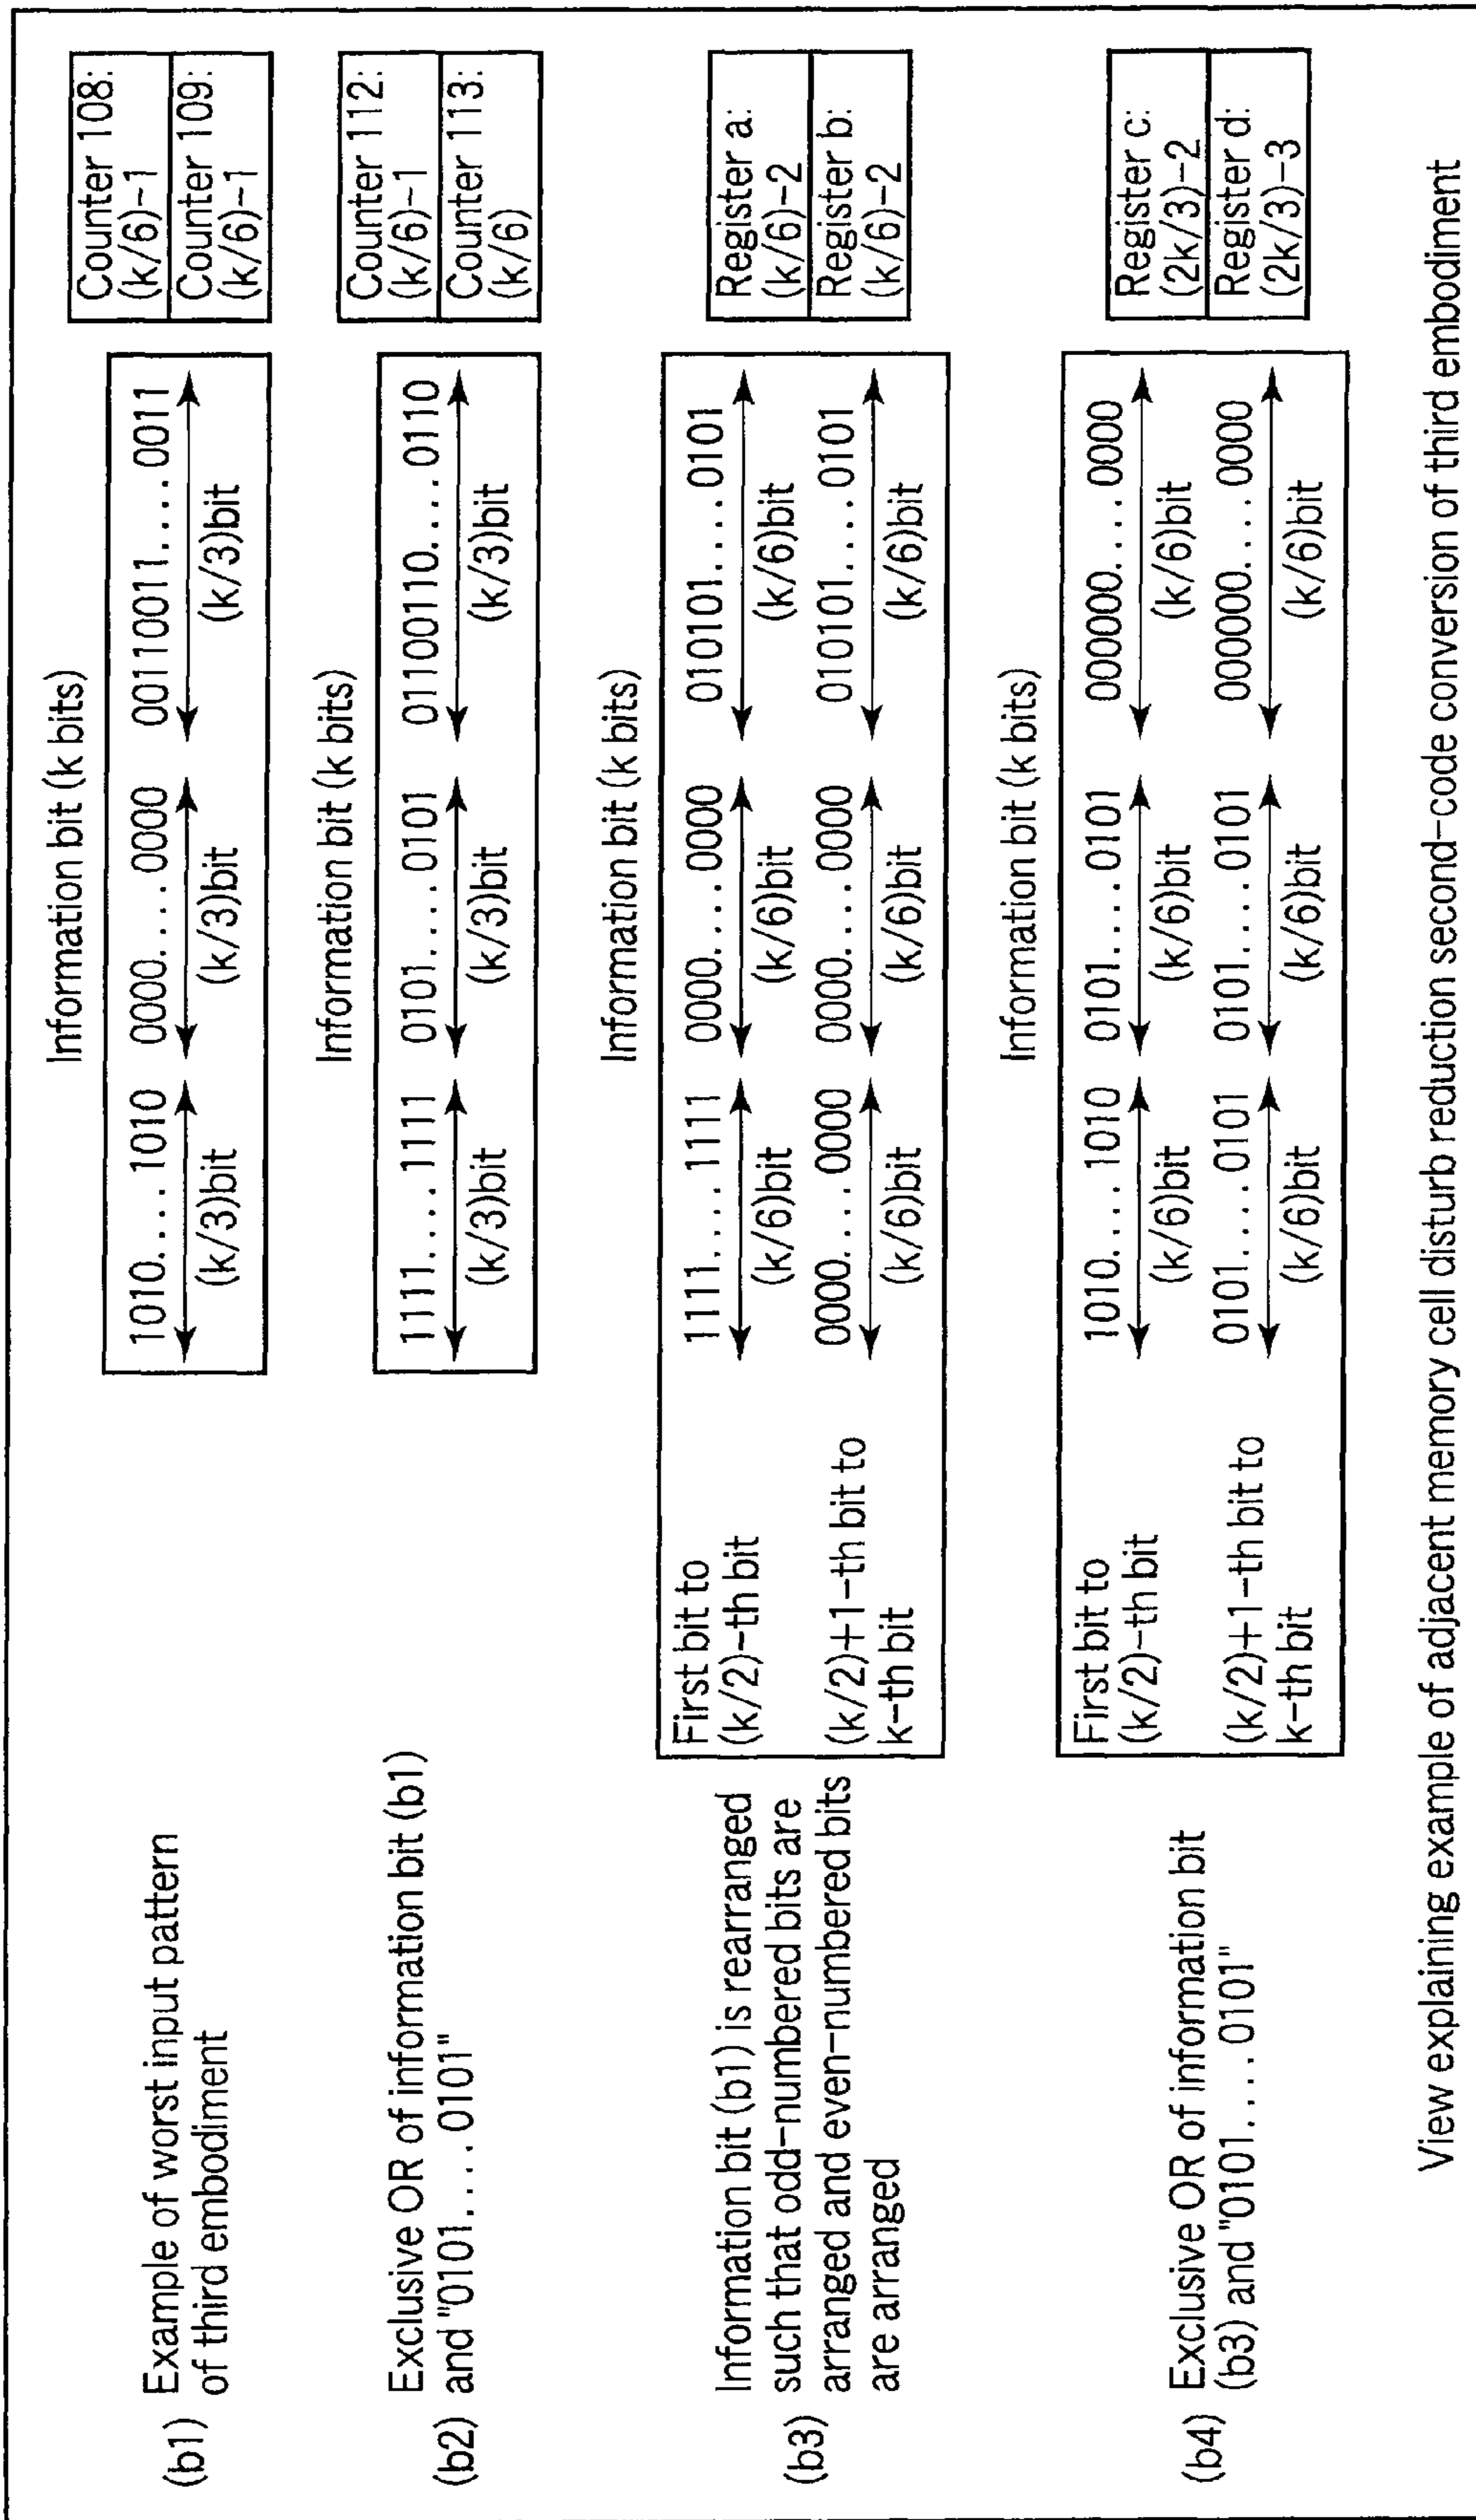 (b1) Example of worst input pattern
of third embodiment
Information bit (k bits)
1010....1010 0000....0000 00110011....0011
(k/3)bit (k/3)bit (k/3)bit
Counter 108:
(k/6)-1
Counter 109:
(k/6)-1
(b2) Exclusive OR of information bit (b1)
and "0101....0101"
Information bit (k bits)
1111....1111 0101....0101 01100110....0110
(k/3)bit (k/3)bit (k/3)bit
Counter 112:
(k/6)-1
Counter 113:
(k/6)
(b3) Information bit (b1) is rearranged
such that odd-numbered bits are
arranged and even-numbered bits
are arranged
Information bit (k bits)
First bit to
(k/2)-th bit
1111....1111 0000....0000 010101....0101
(k/6)bit (k/6)bit (k/6)bit
(k/2)+1-th bit to
k-th bit
0000....0000 0000....0000 010101....0101
(k/6)bit (k/6)bit (k/6)bit
Register a:
(k/6)-2
Register b:
(k/6)-2
(b4) Exclusive OR of information bit
(b3) and "0101....0101"
Information bit (k bits)
First bit to
(k/2)-th bit
1010....1010 0101....0101 000000....0000
(k/6)bit (k/6)bit (k/6)bit
(k/2)+1-th bit to
k-th bit
0101....0101 0101....0101 000000....0000
(k/6)bit (k/6)bit (k/6)bit
Register c:
(2k/3)-2
Register d:
(2k/3)-3
View explaining example of adjacent memory cell disturb reduction second-code conversion of third embodiment